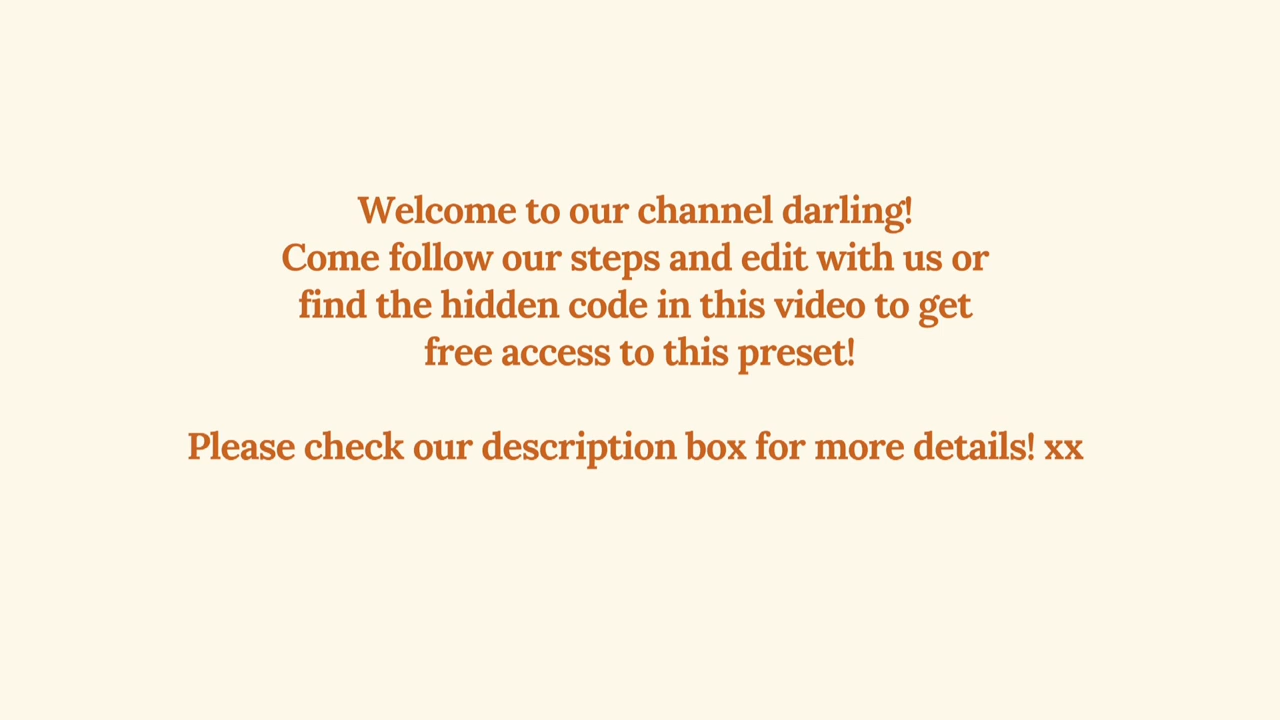 Welcome to our channel darling!
Come follow our steps and edit with us or
find the hidden code in this video to get
free access to this preset!
Please check our description box for more details! xx